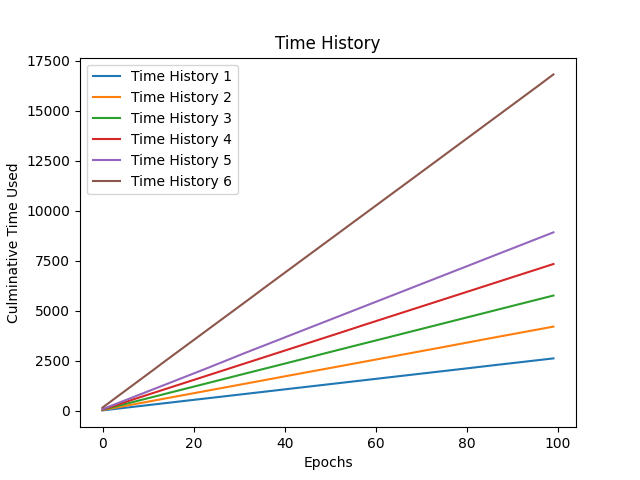 Time History
17500
15000
12500
10000
7500
5000
2500
0
Culminative Time Used
Time History 1
Time History 2
Time History 3
Time History 4
Time History 5
Time History 6
0 20 40 60 80 100
Epochs